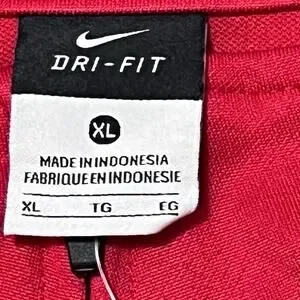 DRI-FIT
XL
MADE IN INDONESIA
FABRIQUE EN INDONESIE
XL TG EG